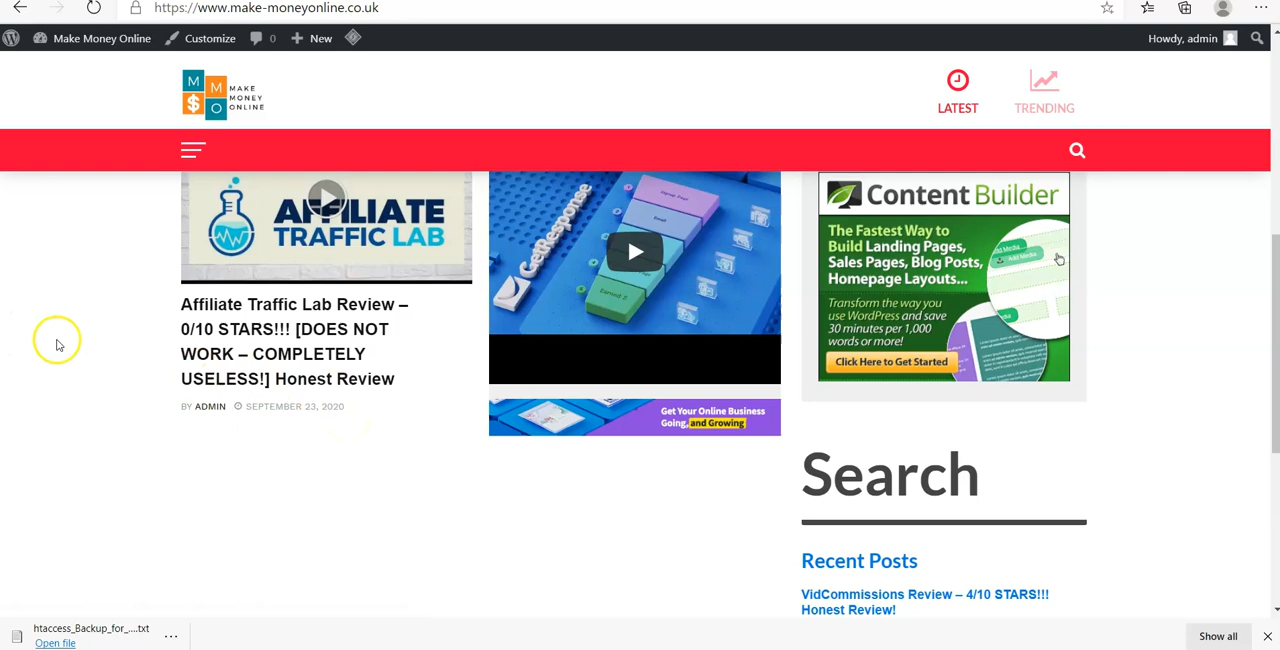 https://www.make-moneyonline.co.uk
Make Money Online
Customize
0
New
Howdy, admin
M
M
$
O
MAKE
MONEY
ONLINE
LATEST
TRENDING
AFFILIATE
TRAFFIC LAB
Affiliate Traffic Lab Review –
0/10 STARS!!! [DOES NOT
WORK – COMPLETELY
USELESS!] Honest Review
BY ADMIN SEPTEMBER 23, 2020
Get Your Online Business
Going, and Growing
Content Builder
The Fastest Way to
Build Landing Pages,
Sales Pages, Blog Posts,
Homepage Layouts...
Add Media
Add Media
Transform the way you
use WordPress and save
30 minutes per 1,000
words or more!
Click Here to Get Started
Search
Recent Posts
VidCommissions Review – 4/10 STARS!!!
Honest Review!
htaccess_Backup_for_....txt
Open file
Show all